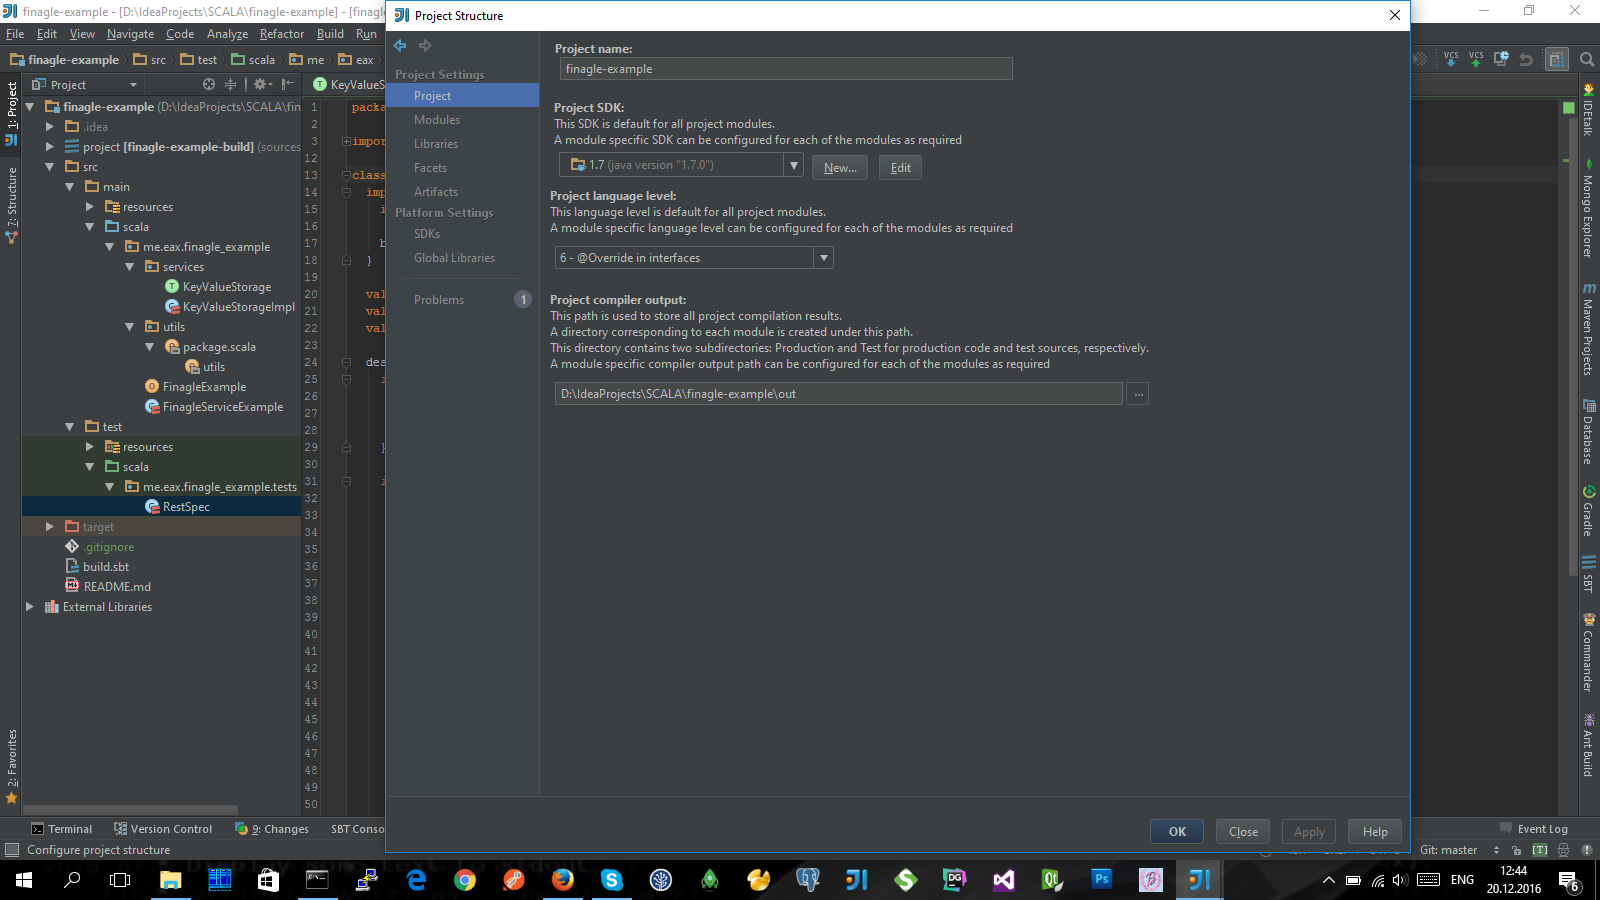 finagle-example - [D:\IdeaProjects\SCALA\finagle-example] - [finagle
File Edit View Navigate Code Analyze Refactor Build Run
finagle-example src test scala me eax
Project
KeyValueS
1: Project
7: Structure
2: Favorites
finagle-example (D:\IdeaProjects\SCALA\fin
.idea
project [finagle-example-build] (sources
src
main
resources
scala
me.eax.finagle_example
services
KeyValueStorage
KeyValueStorageImpl
utils
package.scala
utils
FinagleExample
FinagleServiceExample
test
resources
scala
me.eax.finagle_example.tests
RestSpec
target
.gitignore
build.sbt
README.md
External Libraries
1 packa
2
3 impor
12
13 class
14 imp
15 i
16
17 b
18 }
19
20 val
21 val
22 val
23
24 des
25 i
26
27
28
29 }
30
31 i
32
33
34
35
36
37
38
39
40
41
42
43
44
45
46
47
48
49
50
Project Structure
Project Settings
Project
Modules
Libraries
Facets
Artifacts
Platform Settings
SDKs
Global Libraries
Problems 1
Project name:
finagle-example
Project SDK:
This SDK is default for all project modules.
A module specific SDK can be configured for each of the modules as required
1.7 (java version "1.7.0") New... Edit
Project language level:
This language level is default for all project modules.
A module specific language level can be configured for each of the modules as required
6 - @Override in interfaces
Project compiler output:
This path is used to store all project compilation results.
A directory corresponding to each module is created under this path.
This directory contains two subdirectories: Production and Test for production code and test sources, respectively.
A module specific compiler output path can be configured for each of the modules as required
D:\IdeaProjects\SCALA\finagle-example\out ...
OK Close Apply Help
VCS VCS
IDEtalk
Mongo Explorer
Maven Projects
Database
Gradle
SBT
Commander
Ant Build
Terminal Version Control 9: Changes SBT Conso
Event Log
Configure project structure
Git: master [T]
* Display some text to stdout
ENG 12:44
20.12.2016
6